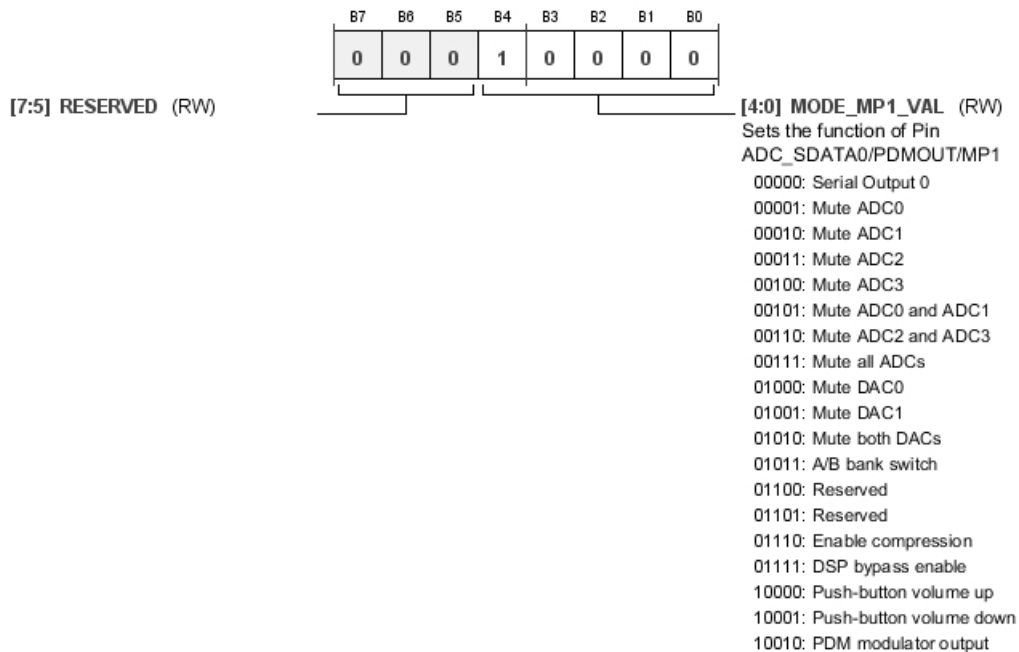 B7 B6 B5 B4 B3 B2 B1 B0
0 0 0 1 0 0 0 0
[7:5] RESERVED (RW)
[4:0] MODE_MP1_VAL (RW)
Sets the function of Pin
ADC_SDATA0/PDMOUT/MP1
00000: Serial Output 0
00001: Mute ADC0
00010: Mute ADC1
00011: Mute ADC2
00100: Mute ADC3
00101: Mute ADC0 and ADC1
00110: Mute ADC2 and ADC3
00111: Mute all ADCs
01000: Mute DAC0
01001: Mute DAC1
01010: Mute both DACs
01011: A/B bank switch
01100: Reserved
01101: Reserved
01110: Enable compression
01111: DSP bypass enable
10000: Push-button volume up
10001: Push-button volume down
10010: PDM modulator output